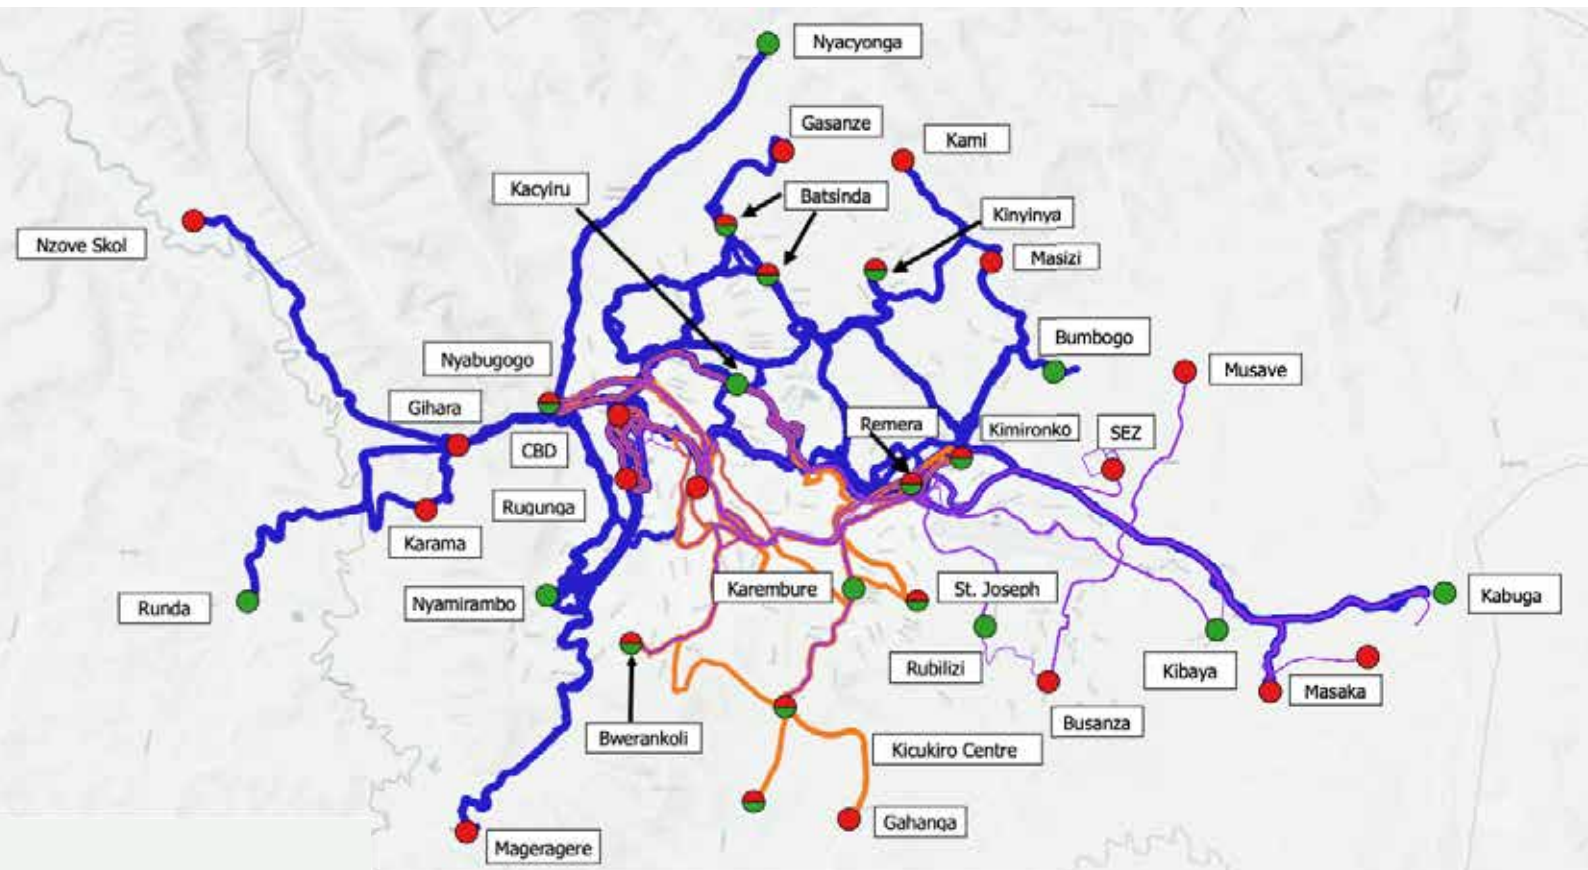 Nyacyonga
Gasanze
Kami
Kacyiru
Batsinda
Kinyinya
Nzove Skol
Masizi
Bumbogo
Nyabugogo
Musave
Gihara
Remera
Kimironko
SEZ
CBD
Rugunga
Karama
Karembure
St. Joseph
Kabuga
Runda
Nyamirambo
Rubilizi
Kibaya
Masaka
Busanza
Bwerankoli
Kicukiro Centre
Gahanga
Mageragere